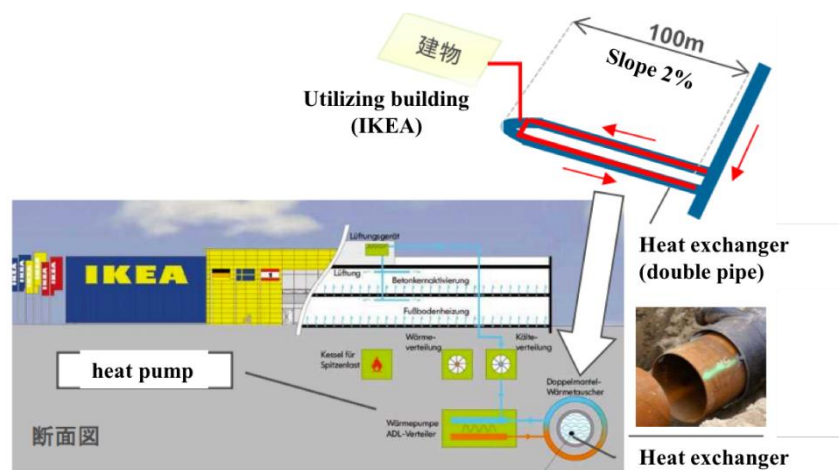 建物
100m
Slope 2%
Utilizing building
(IKEA)
Heat exchanger
(double pipe)
IKEA
Lüftungsgerät
Lüftung
Betonkernaktivierung
Fußbodenheizung
Kessel für
Spitzenlast
Wärme-
verteilung
Kälte-
verteilung
Doppelmantel-
Wärmetauscher
heat pump
Wärmepumpe
ADL-Verteiler
断面図
Heat exchanger